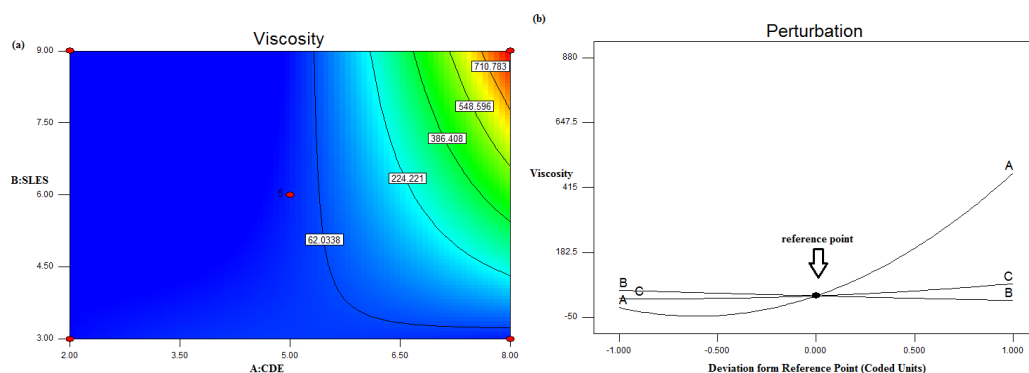 (a)
Viscosity
9.00
7.50
B:SLES
6.00
4.50
3.00
710.783
548.596
386.408
224.221
62.0338
5
2.00
3.50
5.00
6.50
8.00
A:CDE
(b)
Perturbation
880
647.5
Viscosity
415
182.5
-50
reference point
A
B
C
A
C
B
-1.000
-0.500
0.000
0.500
1.000
Deviation form Reference Point (Coded Units)